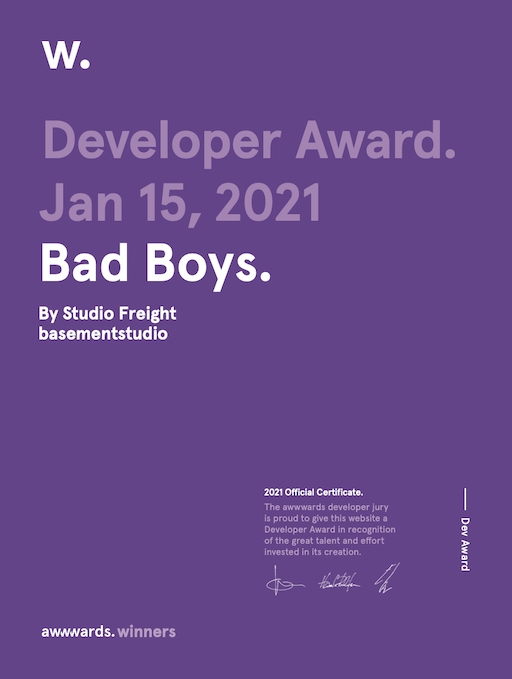 w.
Developer Award.
Jan 15, 2021
Bad Boys.
By Studio Freight
basementstudio
2021 Official Certificate.
The awwwards developer jury
is proud to give this website a
Developer Award in recognition
of the great talent and effort
invested in its creation.
Dev Award
awwwards.winners